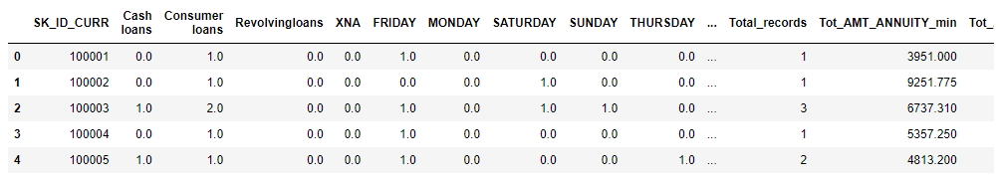 SK_ID_CURR Cash loans Consumer loans Revolvingloans XNA FRIDAY MONDAY SATURDAY SUNDAY THURSDAY ... Total_records Tot_AMT_ANNUITY_min Tot_
0 100001 0.0 1.0 0.0 0.0 1.0 0.0 0.0 0.0 0.0 ... 1 3951.000
1 100002 0.0 1.0 0.0 0.0 0.0 0.0 1.0 0.0 0.0 ... 1 9251.775
2 100003 1.0 2.0 0.0 0.0 1.0 0.0 1.0 1.0 0.0 ... 3 6737.310
3 100004 0.0 1.0 0.0 0.0 1.0 0.0 0.0 0.0 0.0 ... 1 5357.250
4 100005 1.0 1.0 0.0 0.0 1.0 0.0 0.0 0.0 1.0 ... 2 4813.200